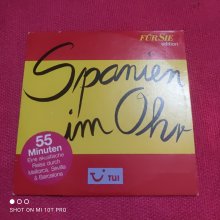 FÜR SIE
edition
Spanien
im Ohr
55
Minuten
Eine akustische
Reise durch
Mallorca, Sevilla
& Barcelona
TUI
SHOT ON MI 10T PRO